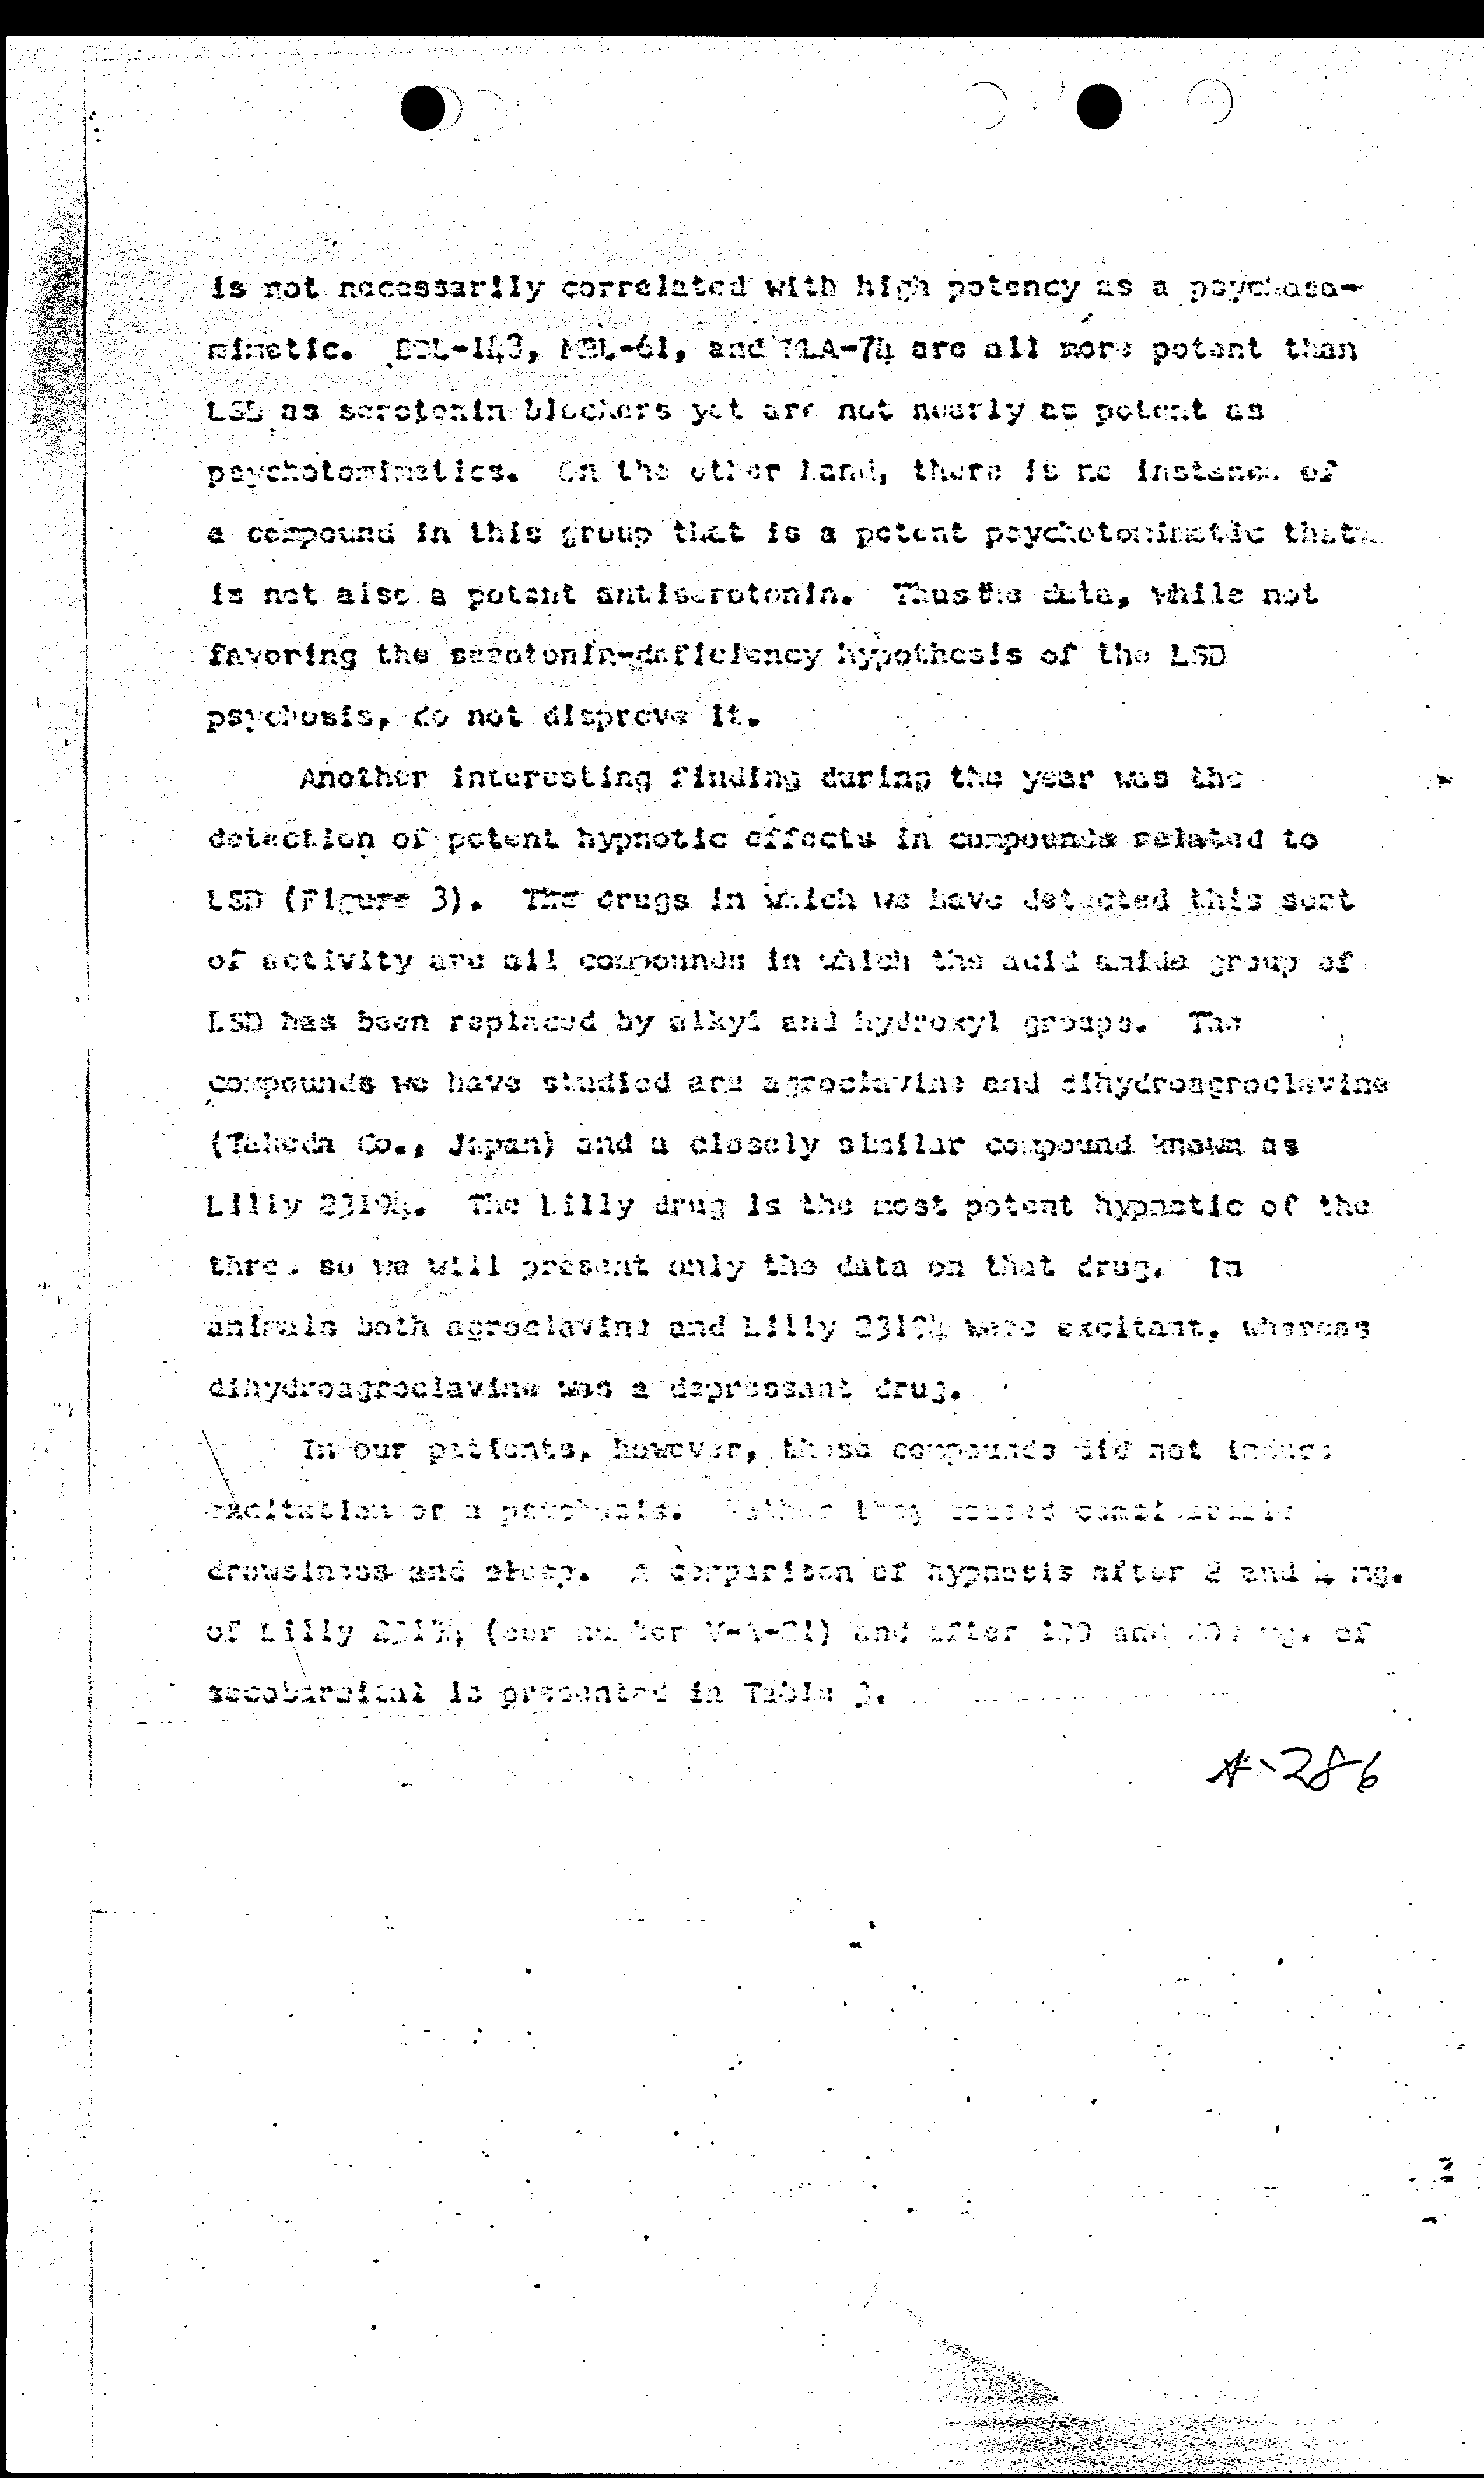 is not necessarily correlated with high potency as a psychoto-
mimetic. BOL-148, MBL-61, and MLA-74 are all more potent than
LSD as serotonin blockers yet are not nearly as potent as
psychotomimetics. On the other hand, there is no instance of
a compound in this group that is a potent psychotomimetic that
is not also a potent antiserotonin. Thus the data, while not
favoring the serotonin-deficiency hypothesis of the LSD
psychosis, do not disprove it.
Another interesting finding during the year was the
detection of potent hypnotic effects in compounds related to
LSD (Figure 3). The drugs in which we have detected this sort
of activity are all compounds in which the acid amide group of
LSD has been replaced by alkyl and hydroxyl groups. The
compounds we have studied are agroclavine and dihydroagroclavine
(Takeda Co., Japan) and a closely similar compound known as
Lilly 23194. The Lilly drug is the most potent hypnotic of the
three so we will present only the data on that drug. In
animals both agroclavine and Lilly 23194 were excitant, whereas
dihydroagroclavine was a depressant drug.
In our patients, however, these compounds did not induce
excitation or a psychosis. Rather they caused considerable
drowsiness and sleep. A comparison of hypnosis after 2 and 4 mg.
of Lilly 23194 (our number and after 100 and mg. of
secobarbital is presented in Table 3.
A-286